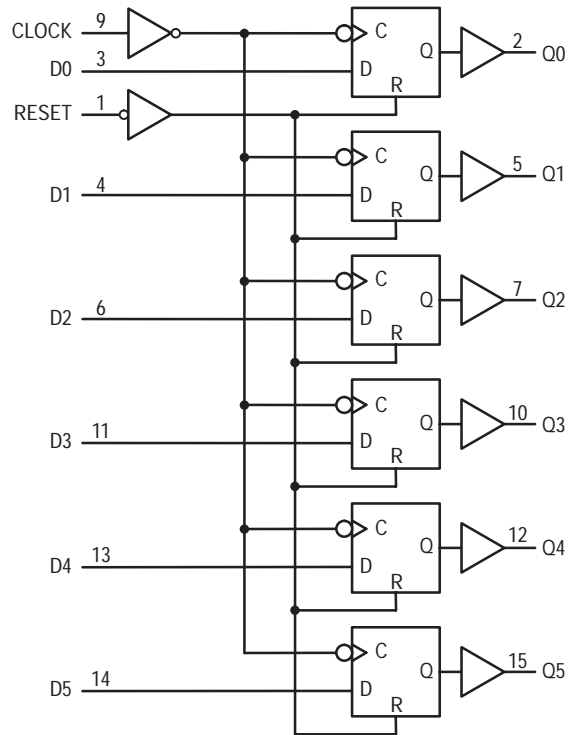 CLOCK 9 C Q 2 Q0
D0 3 D
R
RESET 1
C Q 5 Q1
D1 4 D
R
C Q 7 Q2
D2 6 D
R
C Q 10 Q3
D3 11 D
R
C Q 12 Q4
D4 13 D
R
C Q 15 Q5
D5 14 D
R